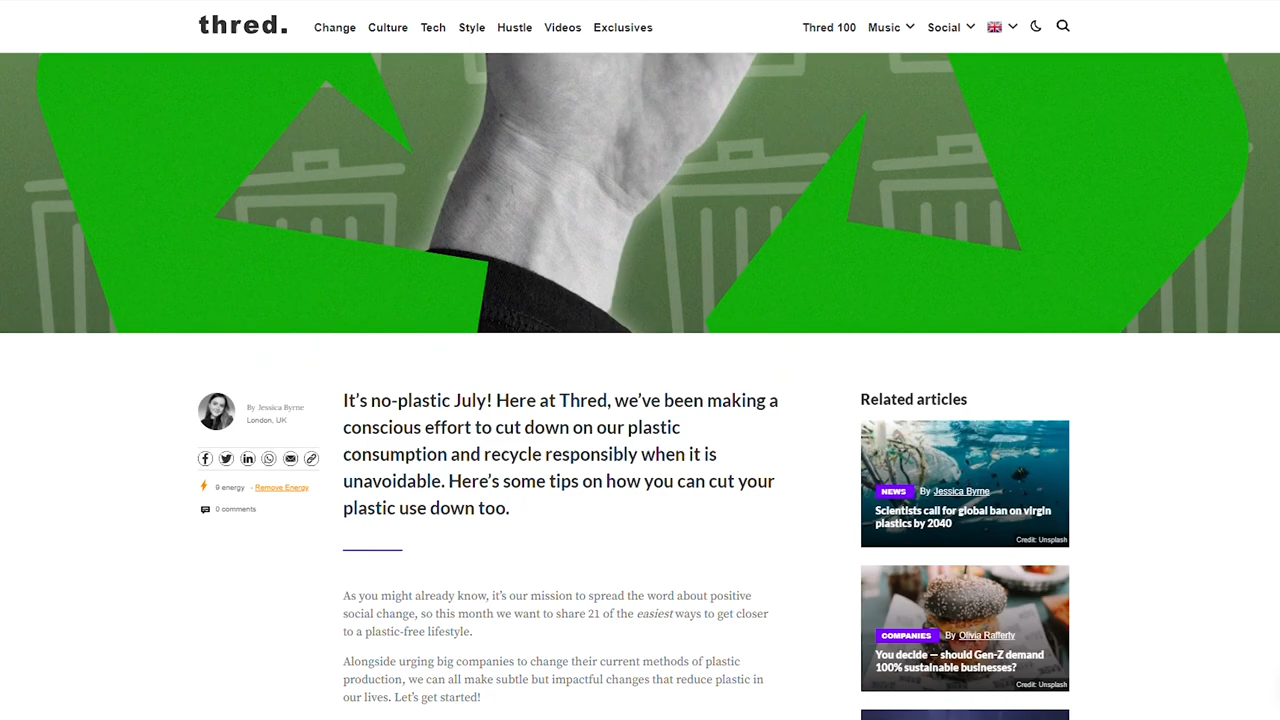 thred.
Change Culture Tech Style Hustle Videos Exclusives
Thred 100 Music Social
By Jessica Byrne
London, UK
9 energy - Remove Energy
0 comments
It's no-plastic July! Here at Thred, we've been making a
conscious effort to cut down on our plastic
consumption and recycle responsibly when it is
unavoidable. Here's some tips on how you can cut your
plastic use down too.
As you might already know, it's our mission to spread the word about positive
social change, so this month we want to share 21 of the easiest ways to get closer
to a plastic-free lifestyle.
Alongside urging big companies to change their current methods of plastic
production, we can all make subtle but impactful changes that reduce plastic in
our lives. Let's get started!
Related articles
NEWS By Jessica Byrne
Scientists call for global ban on virgin
plastics by 2040
Credit: Unsplash
COMPANIES By Olivia Rafferty
You decide — should Gen-Z demand
100% sustainable businesses?
Credit: Unsplash